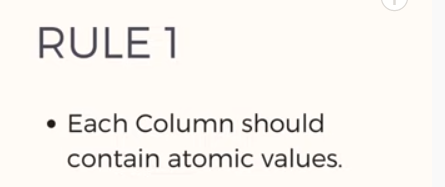 RULE 1
• Each Column should
contain atomic values.